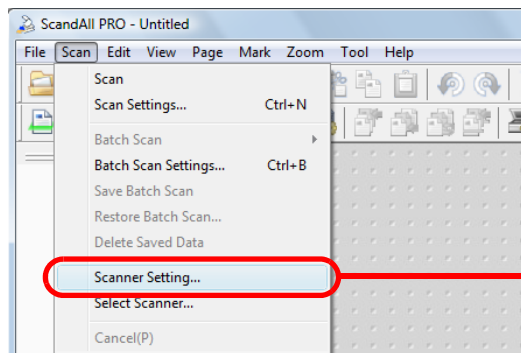 ScandAll PRO - Untitled
File Scan Edit View Page Mark Zoom Tool Help
Scan
Scan Settings... Ctrl+N
Batch Scan
Batch Scan Settings... Ctrl+B
Save Batch Scan
Restore Batch Scan...
Delete Saved Data
Scanner Setting...
Select Scanner...
Cancel(P)